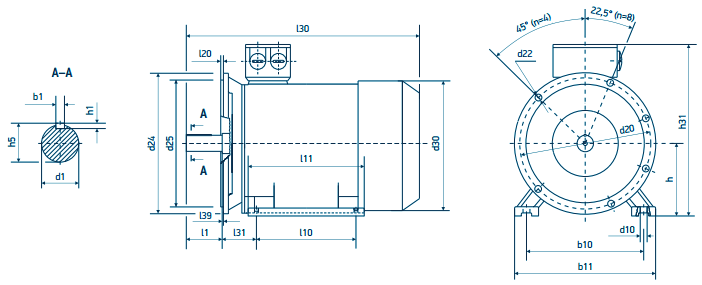 A–A
b1
h1
h5
d1
l30
l20
d24
d25
A
A
l11
d30
l39
l1
l31
l10
45° (n=4)
22,5° (n=8)
d22
d20
h31
h
d10
b10
b11